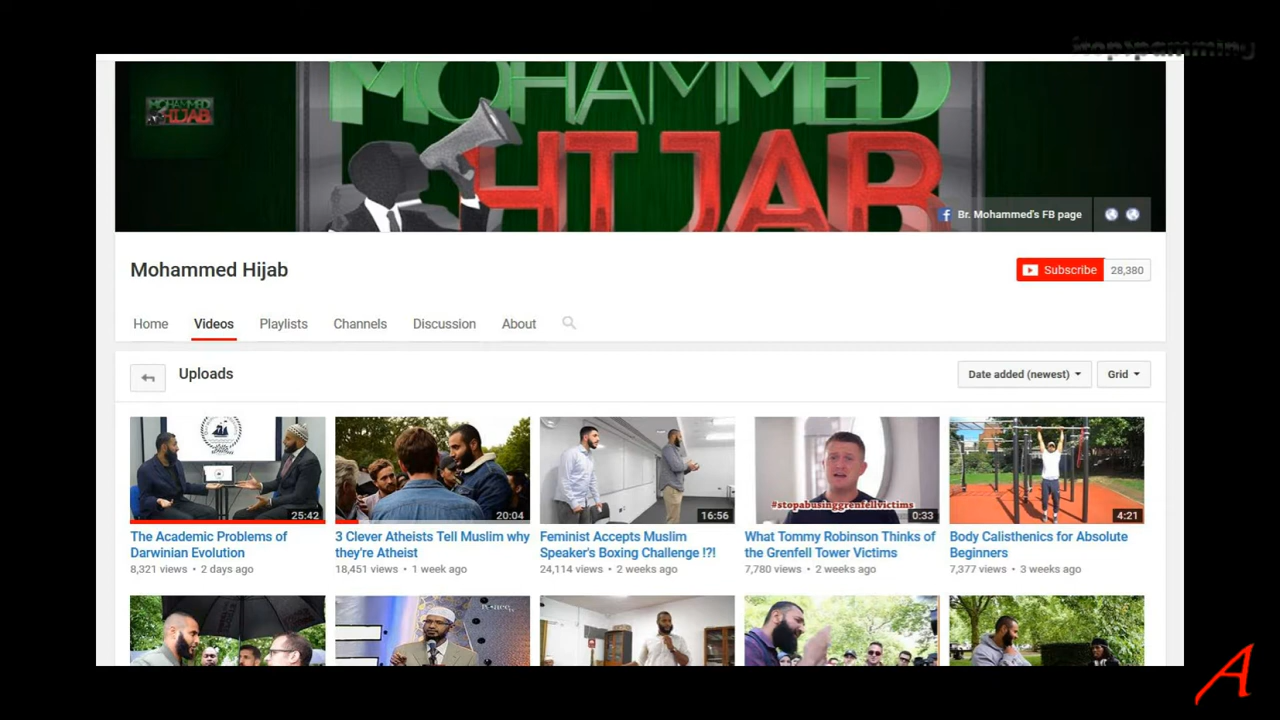 stopspamming
MOHAMMED
HIJAB
MOHAMMED
HIJAB
Br. Mohammed's FB page
Mohammed Hijab
Subscribe 28,380
Home Videos Playlists Channels Discussion About
Uploads
Date added (newest) Grid
25:42
20:04
16:56
#stopabusinggrenfellvictims
0:33
4:21
The Academic Problems of
Darwinian Evolution
8,321 views • 2 days ago
3 Clever Atheists Tell Muslim why
they're Atheist
18,451 views • 1 week ago
Feminist Accepts Muslim
Speaker's Boxing Challenge !?!
24,114 views • 2 weeks ago
What Tommy Robinson Thinks of
the Grenfell Tower Victims
7,780 views • 2 weeks ago
Body Calisthenics for Absolute
Beginners
7,377 views • 3 weeks ago
A